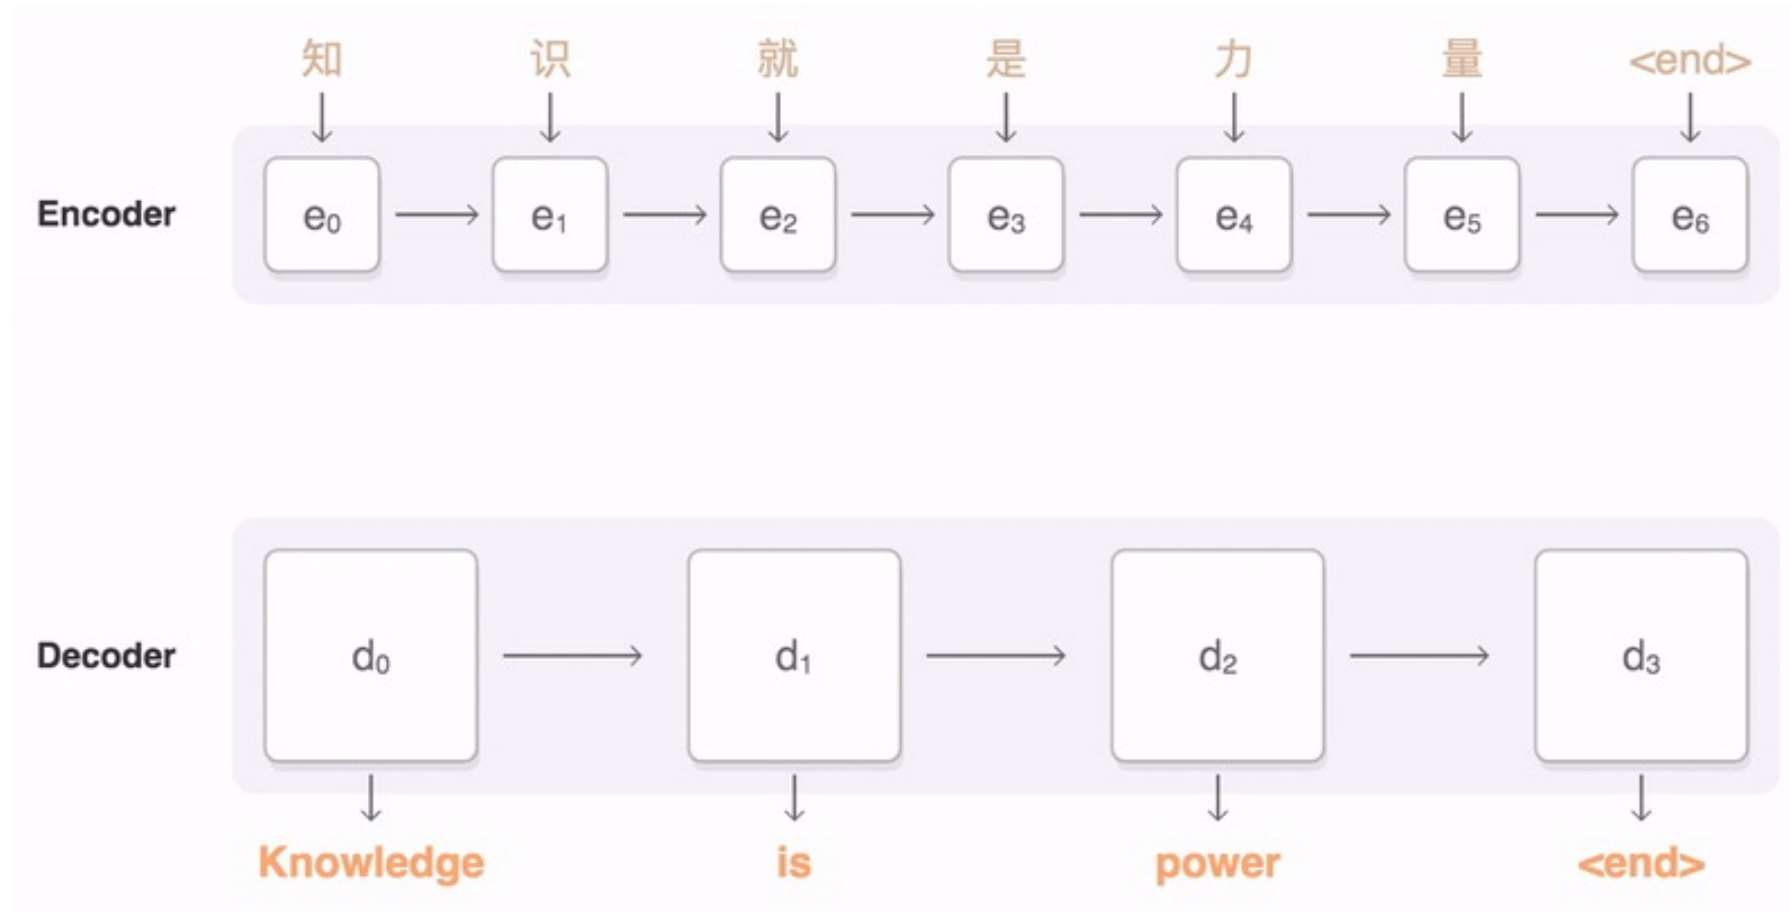 知 识 就 是 力 量 <end>
Encoder e₀ e₁ e₂ e₃ e₄ e₅ e₆
Decoder d₀ d₁ d₂ d₃
Knowledge is power <end>